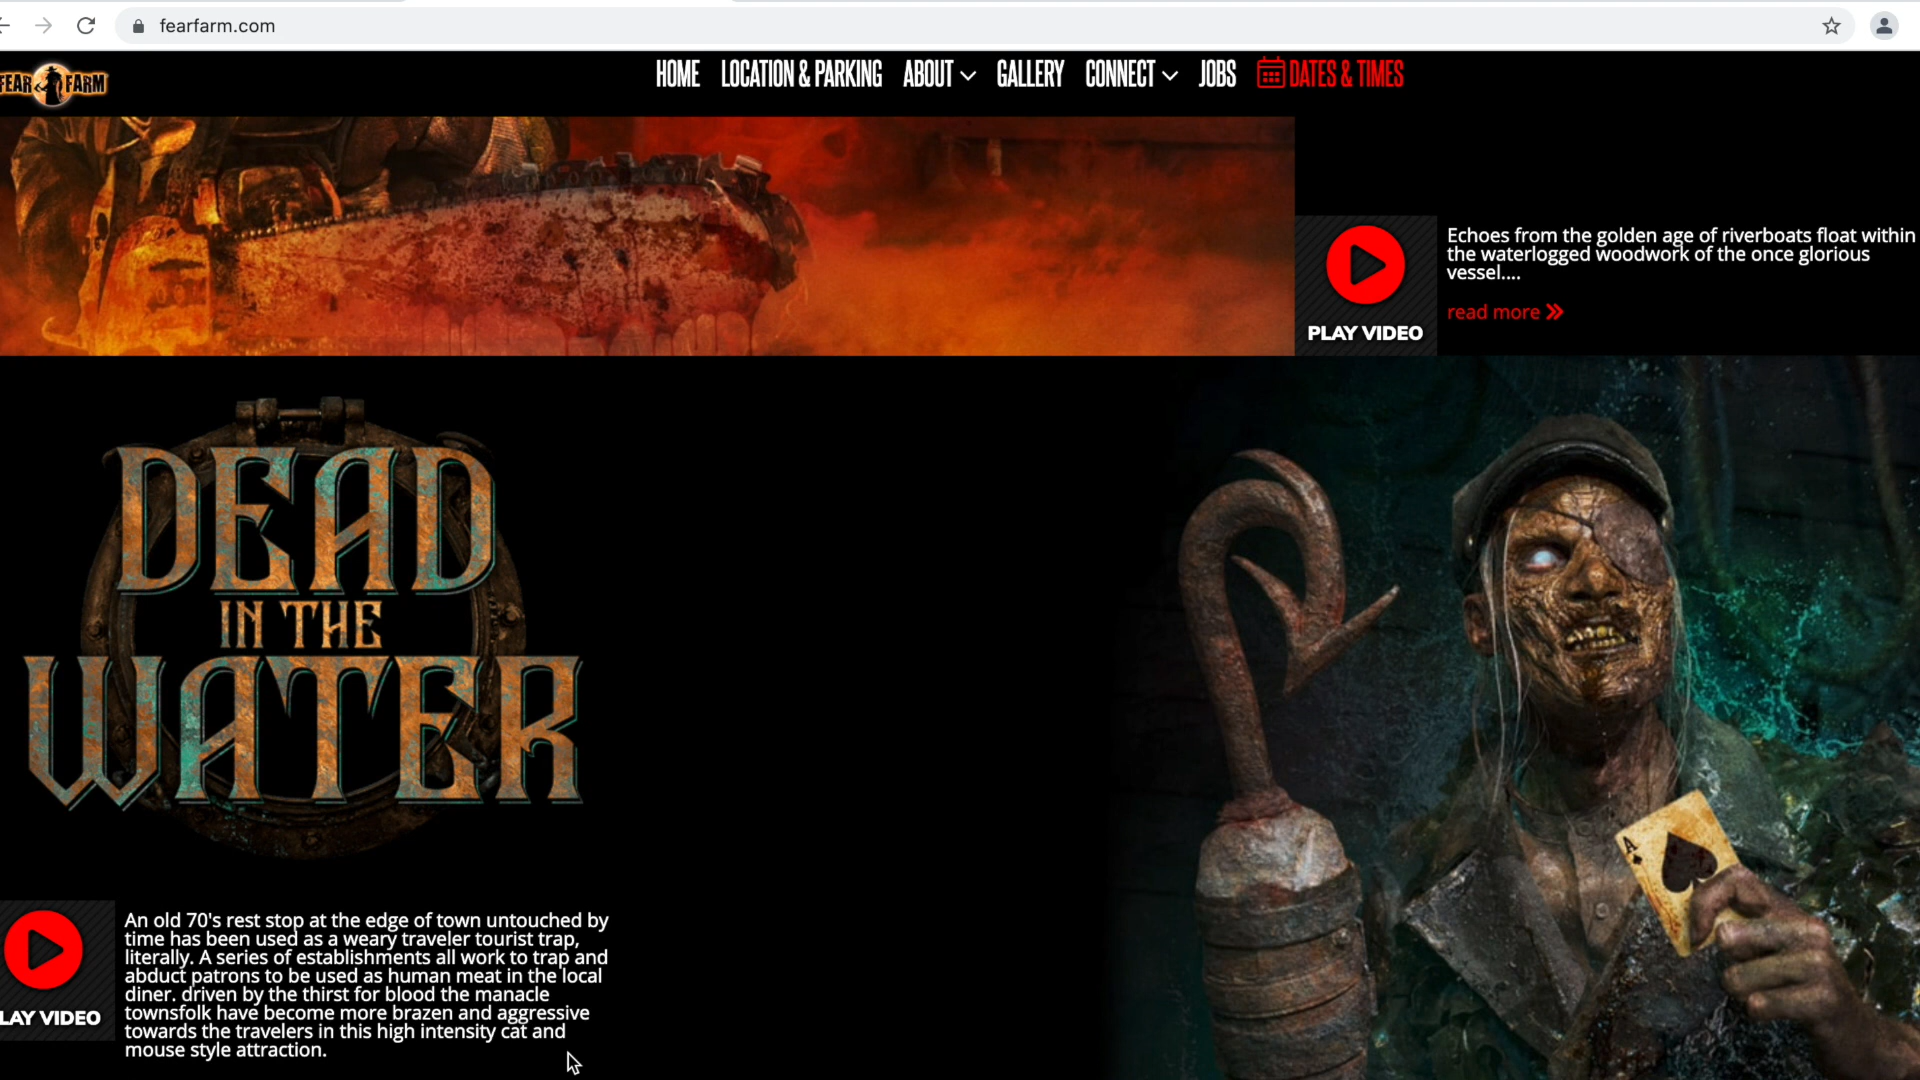 fearfarm.com
FEAR FARM
HOME LOCATION & PARKING ABOUT GALLERY CONNECT JOBS DATES & TIMES
Echoes from the golden age of riverboats float within
the waterlogged woodwork of the once glorious
vessel....
read more
PLAY VIDEO
DEAD
IN THE
WATER
A
An old 70's rest stop at the edge of town untouched by
time has been used as a weary traveler tourist trap,
literally. A series of establishments all work to trap and
abduct patrons to be used as human meat in the local
diner. driven by the thirst for blood the manacle
townsfolk have become more brazen and aggressive
towards the travelers in this high intensity cat and
mouse style attraction.
LAY VIDEO